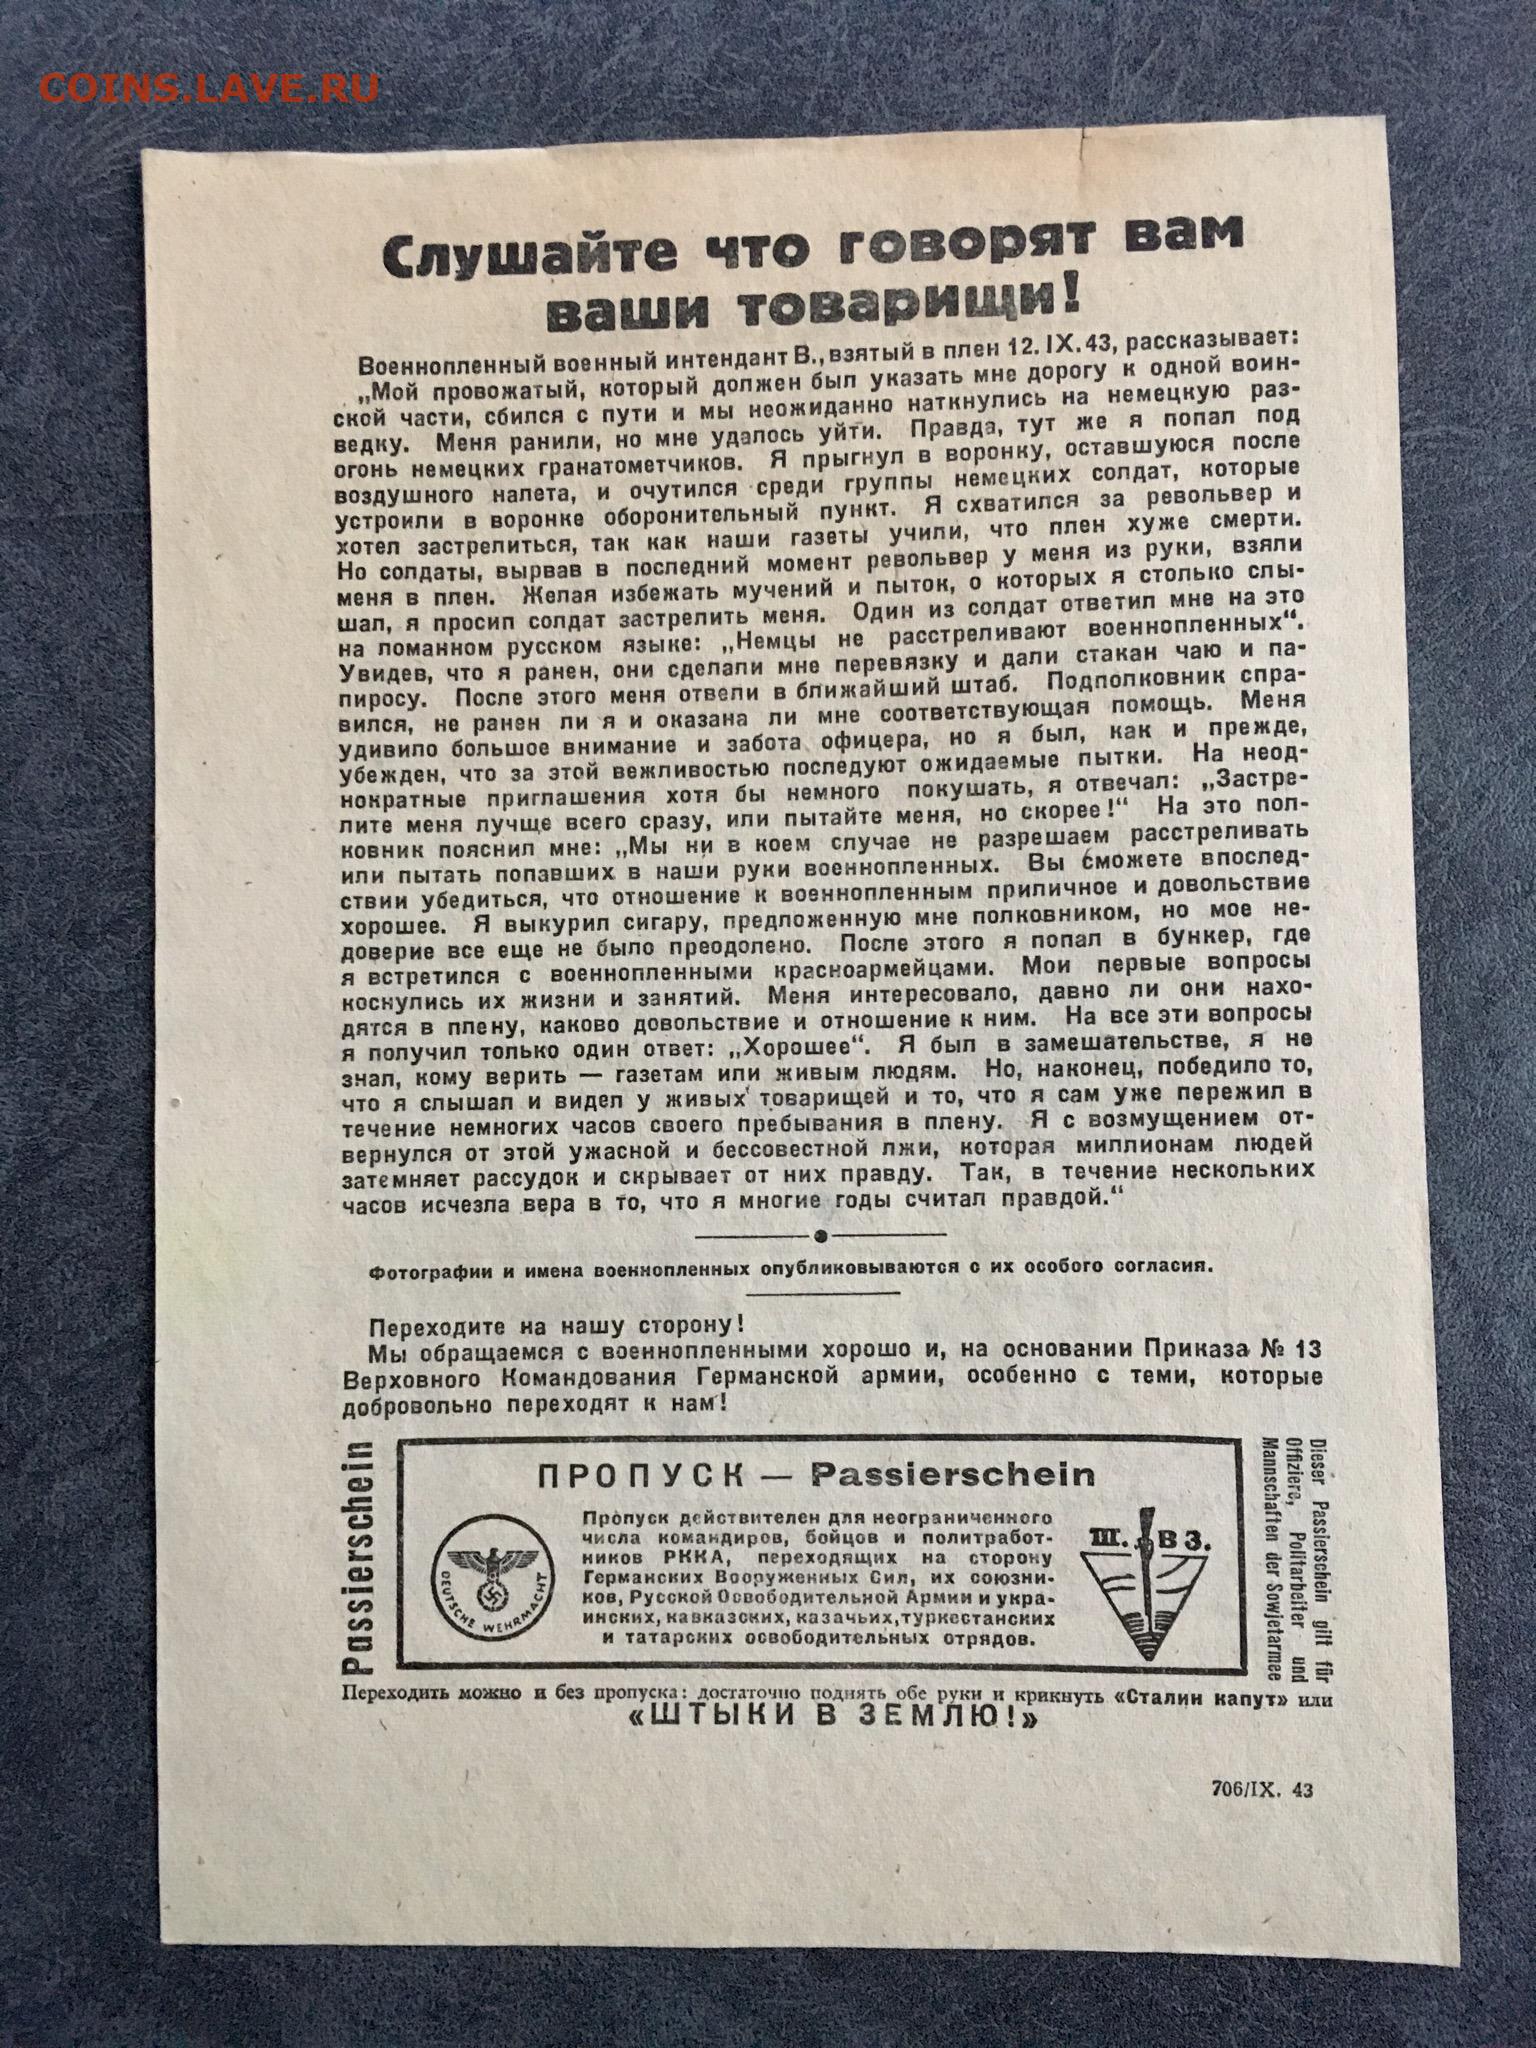 COINS.LAVE.RU
Слушайте что говорят вам
ваши товарищи!
Военнопленный военный интендант В., взятый в плен 12. IX. 43, рассказывает:
„Мой провожатый, который должен был указать мне дорогу к одной воин-
ской части, сбился с пути и мы неожиданно наткнулись на немецкую раз-
ведку. Меня ранили, но мне удалось уйти. Правда, тут же я попал под
огонь немецких гранатометчиков. Я прыгнул в воронку, оставшуюся после
воздушного налета, и очутился среди группы немецких солдат, которые
устроили в воронке оборонительный пункт. Я схватился за револьвер и
хотел застрелиться, так как наши газеты учили, что плен хуже смерти.
Но солдаты, вырвав в последний момент револьвер у меня из руки, взяли
меня в плен. Желая избежать мучений и пыток, о которых я столько слы-
шал, я просил солдат застрелить меня. Один из солдат ответил мне на это
на ломанном русском языке: „Немцы не расстреливают военнопленных“.
Увидев, что я ранен, они сделали мне перевязку и дали стакан чаю и па-
пиросу. После этого меня отвели в ближайший штаб. Подполковник спра-
вился, не ранен ли я и оказана ли мне соответствующая помощь. Меня
удивило большое внимание и забота офицера, но я был, как и прежде,
убежден, что за этой вежливостью последуют ожидаемые пытки. На неод-
нократные приглашения хотя бы немного покушать, я отвечал: „Застре-
лите меня лучще всего сразу, или пытайте меня, но скорее!“ На это пол-
ковник пояснил мне: „Мы ни в коем случае не разрешаем расстреливать
или пытать попавших в наши руки военнопленных. Вы сможете впослед-
ствии убедиться, что отношение к военнопленным приличное и довольствие
хорошее. Я выкурил сигару, предложенную мне полковником, но мое не-
доверие все еще не было преодолено. После этого я попал в бункер, где
я встретился с военнопленными красноармейцами. Мои первые вопросы
коснулись их жизни и занятий. Меня интересовало, давно ли они нахо-
дятся в плену, каково довольствие и отношение к ним. На все эти вопросы
я получил только один ответ: „Хорошее“. Я был в замешательстве, я не
знал, кому верить — газетам или живым людям. Но, наконец, победило то,
что я слышал и видел у живых товарищей и то, что я сам уже пережил в
течение немногих часов своего пребывания в плену. Я с возмущением от-
вернулся от этой ужасной и бессовестной лжи, которая миллионам людей
затемняет рассудок и скрывает от них правду. Так, в течение нескольких
часов исчезла вера в то, что я многие годы считал правдой.“
Фотографии и имена военнопленных опубликовываются с их особого согласия.
Переходите на нашу сторону!
Мы обращаемся с военнопленными хорошо и, на основании Приказа № 13
Верховного Командования Германской армии, особенно с теми, которые
добровольно переходят к нам!
Passierschein
ПРОПУСК — Passierschein
Пропуск действителен для неограниченного
числа командиров, бойцов и политработ-
ников РККА, переходящих на сторону
Германских Вооруженных Сил, их союзни-
ков, Русской Освободительной Армии и укра-
инских, кавказских, казачьих, туркестанских
и татарских освободительных отрядов.
DEUTSCHE WEHRMACHT
Ш. В З.
Dieser Passierschein gilt für
Offiziere, Politarbeiter und
Mannschaften der Sowjetarmee
Переходить можно и без пропуска: достаточно поднять обе руки и крикнуть «Сталин капут» или
«ШТЫКИ В ЗЕМЛЮ!»
706/IX. 43